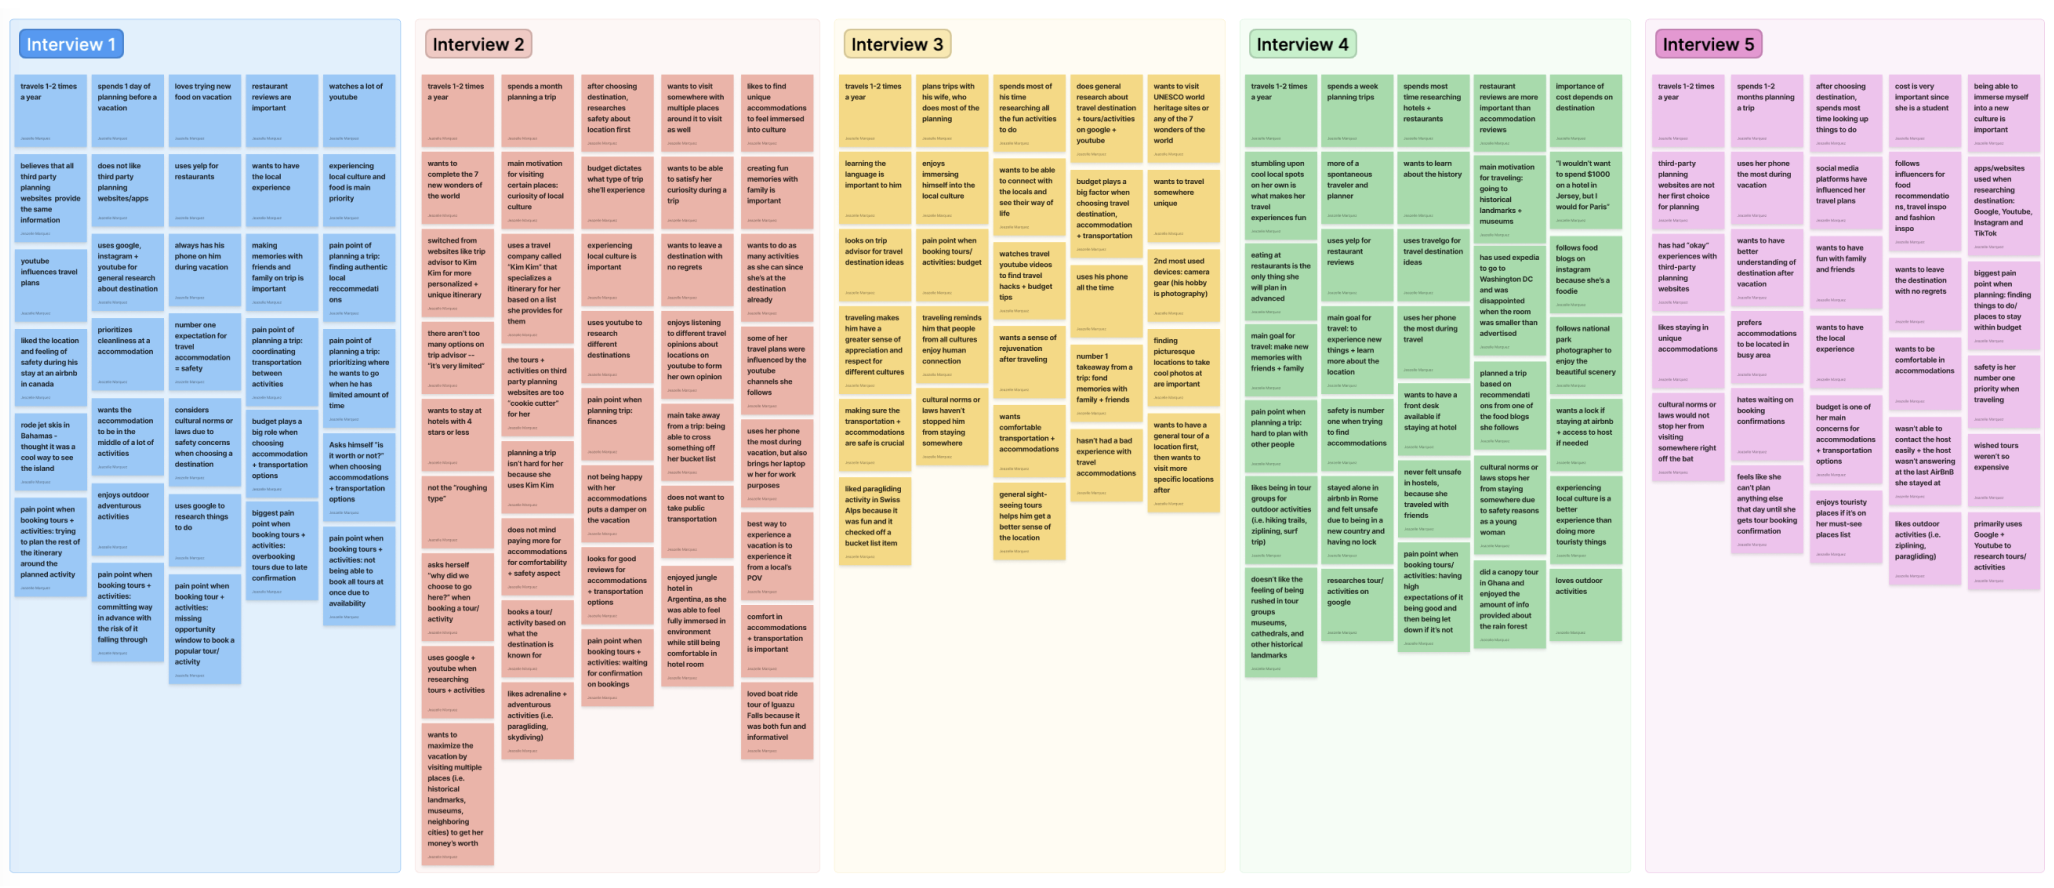 Interview 1
travels 1-2 times
a year
believes that all
third party
planning
websites provide
the same
information
youtube
influences travel
plans
liked the location
and feeling of
safety during his
stay at an airbnb
in canada
rode jet skis in
Bahamas -
thought it was a
cool way to see
the island
pain point when
booking tours +
activities: trying
to plan the rest of
the itinerary
around the
planned activity
spends 1 day of
planning before a
vacation
does not like
third party
planning
websites/apps
uses google,
instagram +
youtube for
general research
about destination
prioritizes
cleanliness at a
accommodation
wants the
accommodation
to be in the
middle of a lot of
activities
enjoys outdoor
adventurous
activities
pain point when
booking tours +
activities:
committing way
in advance with
the risk of it
falling through
loves trying new
food on vacation
uses yelp for
restaurants
always has his
phone on him
during vacation
number one
expectation for
travel
accommodation
= safety
considers
cultural norms or
laws due to
safety concerns
when choosing a
destination
uses google to
research things to
do
pain point when
booking tour +
activities:
missing
opportunity
window to book a
popular tour/
activity
restaurant
reviews are
important
wants to have
the local
experience
making
memories with
friends and
family on trip is
important
pain point of
planning a trip:
coordinating
transportation
between
activities
budget plays a
big role when
choosing
accommodation
+ transportation
options
biggest pain
point when
booking tours +
activities:
overbooking
tours due to late
confirmation
watches a lot of
youtube
experiencing
local culture and
food is main
priority
pain point of
planning a trip:
finding authentic
local
reccommedati
ons
pain point of
planning a trip:
prioritizing where
he wants to go
when he has
limited amount of
time
Asks himself "is
it worth or not?"
when choosing
accommodations
+ transportation
options
pain point when
booking tours +
activities: not
being able to
book all tours at
once due to
availability
Interview 2
travels 1-2 times
a year
wants to
complete the 7
new wonders of
the world
switched from
websites like trip
advisor to Kim
Kim for more
personalized +
unique itinerary
there aren't too
many options on
trip advisor --
"it's very limited"
wants to stay at
hotels with 4
stars or less
not the "roughing
type"
asks herself
"why did we
choose to go
here?" when
booking a tour/
activity
uses google +
youtube when
researching
tours + activities
wants to
maximize the
vacation by
visiting multiple
places (i.e.
historical
landmarks,
museums,
neighboring
cities) to get her
money's worth
spends a month
planning a trip
main motivation
for visiting
certain places:
curiosity of local
culture
uses a travel
company called
"Kim Kim" that
specializes a
itinerary for her
based on a list
she provides for
them
the tours +
activities on third
party planning
websites are too
"cookie cutter"
for her
planning a trip
isn't hard for her
because she
uses Kim Kim
does not mind
paying more for
accommodations
for comfortability
+ safety aspect
books a tour/
activity based on
what the
destination is
known for
likes adrenaline +
adventurous
activities (i.e.
paragliding,
skydiving)
after choosing
destination,
researches
safety about
location first
budget dictates
what type of trip
she'll experience
experiencing
local culture is
important
uses youtube to
research
different
destinations
pain point when
planning trip:
finances
not being happy
with her
accommodations
puts a damper on
the vacation
looks for good
reviews for
accommodations
+ transportation
options
pain point when
booking tours +
activities: waiting
for confirmation
on bookings
wants to visit
somewhere with
multiple places
around it to visit
as well
wants to be able
to satisfy her
curiosity during a
trip
wants to leave a
destination with
no regrets
enjoys listening
to different travel
opinions about
locations on
youtube to form
her own opinion
main take away
from a trip: being
able to cross
something off
her bucket list
does not want to
take public
transportation
enjoyed jungle
hotel in
Argentina, as she
was able to feel
fully immersed in
environment
while still being
comfortable in
hotel room
likes to find
unique
accommodations
to feel immersed
into culture
creating fun
memories with
family is
important
wants to do as
many activities
as she can since
she's at the
destination
already
some of her
travel plans were
influenced by the
youtube
channels she
follows
uses her phone
the most during
vacation, but also
brings her laptop
w her for work
purposes
best way to
experience a
vacation is to
experience it
from a local's
POV
comfort in
accommodations
+ transportation
is important
loved boat ride
tour of Iguazu
Falls because it
was both fun and
informativel
Interview 3
travels 1-2 times
a year
learning the
language is
important to him
looks on trip
advisor for travel
destination ideas
traveling makes
him have a
greater sense of
appreciation and
respect for
different cultures
making sure the
transportation +
accommodations
are safe is crucial
liked paragliding
activity in Swiss
Alps because it
was fun and it
checked off a
bucket list item
plans trips with
his wife, who
does most of the
planning
enjoys
immersing
himself into the
local culture
pain point when
booking tours/
activities: budget
traveling reminds
him that people
from all cultures
enjoy human
connection
cultural norms or
laws haven't
stopped him
from staying
somewhere
spends most of
his time
researching all
the fun activities
to do
wants to be able
to connect with
the locals and
see their way of
life
watches travel
youtube videos
to find travel
hacks + budget
tips
wants a sense of
rejuvenation
after traveling
wants
comfortable
transportation +
accommodations
general sight-
seeing tours
helps him get a
better sense of
the location
does general
research about
travel destination
+ tours/activities
on google +
youtube
budget plays a
big factor when
choosing travel
destination,
accommodation
+ transportation
uses his phone
all the time
number 1
takeaway from a
trip: fond
memories with
family + friends
hasn't had a bad
experience with
travel
accommodations
wants to visit
UNESCO world
heritage sites or
any of the 7
wonders of the
world
wants to travel
somewhere
unique
2nd most used
devices: camera
gear (his hobby
is photography)
finding
picturesque
locations to take
cool photos at
are important
wants to have a
general tour of a
location first,
then wants to
visit more
specific locations
after
Interview 4
travels 1-2 times
a year
stumbling upon
cool local spots
on her own is
what makes her
travel
experiences fun
eating at
restaurants is the
only thing she
will plan in
advanced
main goal for
travel: make new
memories with
friends + family
pain point when
planning a trip:
hard to plan with
other people
likes being in tour
groups for
outdoor activities
(i.e. hiking trails,
ziplining, surf
trip)
doesn't like the
feeling of being
rushed in tour
groups
museums,
cathedrals, and
other historical
landmarks
spends a week
planning trips
more of a
spontaneous
traveler and
planner
uses yelp for
restaurant
reviews
main goal for
travel: to
experience new
things + learn
more about the
location
safety is number
one when trying
to find
accommodations
stayed alone in
airbnb in Rome
and felt unsafe
due to being in a
new country and
having no lock
researches tour/
activities on
google
spends most
time researching
hotels +
restaurants
wants to learn
about the history
uses travelgo for
travel destination
ideas
uses her phone
the most during
travel
wants to have a
front desk
available if
staying at hotel
never felt unsafe
in hostels,
because she
traveled with
friends
pain point when
booking tours/
activities: having
high
expectations of it
being good and
then being let
down if it's not
restaurant
reviews are more
important than
accommodation
reviews
main motivation
for traveling:
going to
historical
landmarks +
museums
has used expedia
to go to
Washington DC
and was
disappointed
when the room
was smaller than
advertised
planned a trip
based on
recommendati
ons from one of
the food blogs
she follows
cultural norms or
laws stops her
from staying
somewhere due
to safety reasons
as a young
woman
did a canopy tour
in Ghana and
enjoyed the
amount of info
provided about
the rain forest
importance of
cost depends on
destination
"I wouldn't want
to spend $1000
on a hotel in
Jersey, but I
would for Paris"
follows food
blogs on
instagram
because she's a
foodie
follows national
park
photographer to
enjoy the
beautiful scenery
wants a lock if
staying at airbnb
+ access to host
if needed
experiencing
local culture is a
better
experience than
doing more
touristy things
loves outdoor
activities
Interview 5
travels 1-2 times
a year
third-party
planning
websites are not
her first choice
for planning
has had "okay"
experiences with
third-party
planning
websites
likes staying in
unique
accommodations
cultural norms or
laws would not
stop her from
visiting
somewhere right
off the bat
spends 1-2
months planning
a trip
uses her phone
the most during
vacation
wants to have
better
understanding of
destination after
vacation
prefers
accommodations
to be located in
busy area
hates waiting on
booking
confirmations
feels like she
can't plan
anything else
that day until she
gets tour booking
confirmation
after choosing
destination,
spends most
time looking up
things to do
social media
platforms have
influenced her
travel plans
wants to have
fun with family
and friends
wants to have
the local
experience
budget is one of
her main
concerns for
accommodations
+ transportation
options
enjoys touristy
places if it's on
her must-see
places list
cost is very
important since
she is a student
follows
influencers for
food
recommendatio
ns, travel inspo
and fashion
inspo
wants to leave
the destination
with no regrets
wants to be
comfortable in
accommodations
wasn't able to
contact the host
easily + the host
wasn't answering
at the last AirBnB
she stayed at
likes outdoor
activities (i.e.
ziplining,
paragliding)
being able to
immerse myself
into a new
culture is
important
apps/websites
used when
researching
destination:
Google, Youtube,
Instagram and
TikTok
biggest pain
point when
planning: finding
things to do/
places to stay
within budget
safety is her
number one
priority when
traveling
wished tours
weren't so
expensive
primarily uses
Google +
Youtube to
research tours/
activities